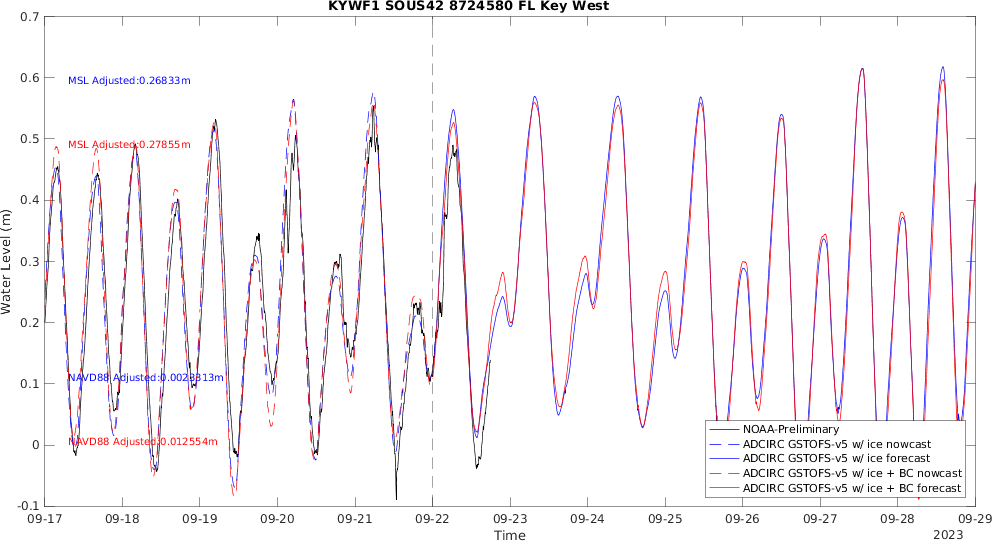 KYWF1 SOUS42 8724580 FL Key West
0.7
0.6
0.5
0.4
0.3
0.2
0.1
0
-0.1
Water Level (m)
MSL Adjusted:0.26833m
MSL Adjusted:0.27855m
NAVD88 Adjusted:0.0023313m
NAVD88 Adjusted:0.012554m
NOAA-Preliminary
ADCIRC GSTOFS-v5 w/ ice nowcast
ADCIRC GSTOFS-v5 w/ ice forecast
ADCIRC GSTOFS-v5 w/ ice + BC nowcast
ADCIRC GSTOFS-v5 w/ ice + BC forecast
09-17 09-18 09-19 09-20 09-21 09-22 09-23 09-24 09-25 09-26 09-27 09-28 09-29
Time
2023